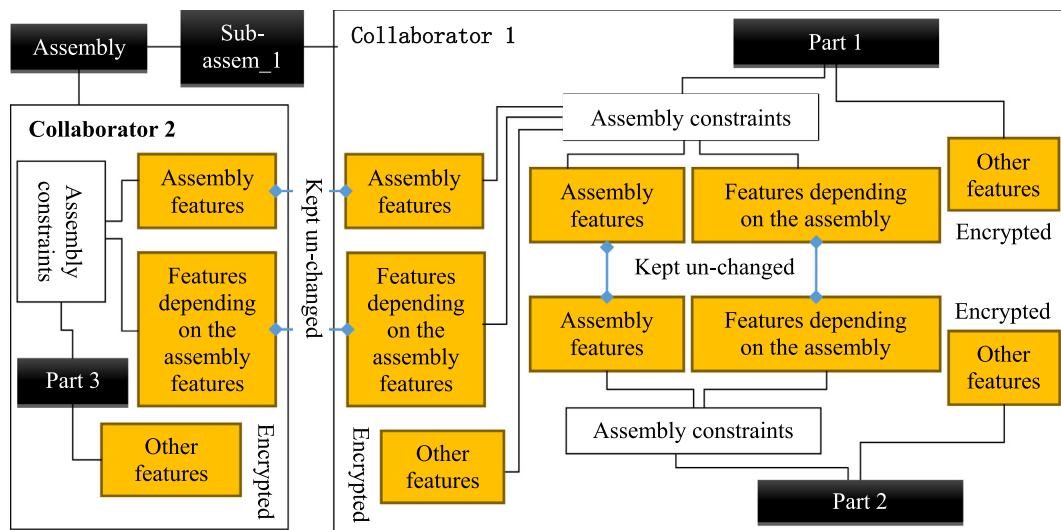 Assembly
Sub-
assem_1
Collaborator 1
Part 1
Assembly constraints
Other
features
Encrypted
Assembly
features
Features depending
on the assembly
Kept un-changed
Assembly
features
Features depending
on the assembly
Encrypted
Other
features
Assembly constraints
Part 2
Assembly
features
Features
depending
on the
assembly
features
Other
features
Encrypted
Kept un-changed
Collaborator 2
Assembly
constraints
Assembly
features
Features
depending
on the
assembly
features
Part 3
Other
features
Encrypted